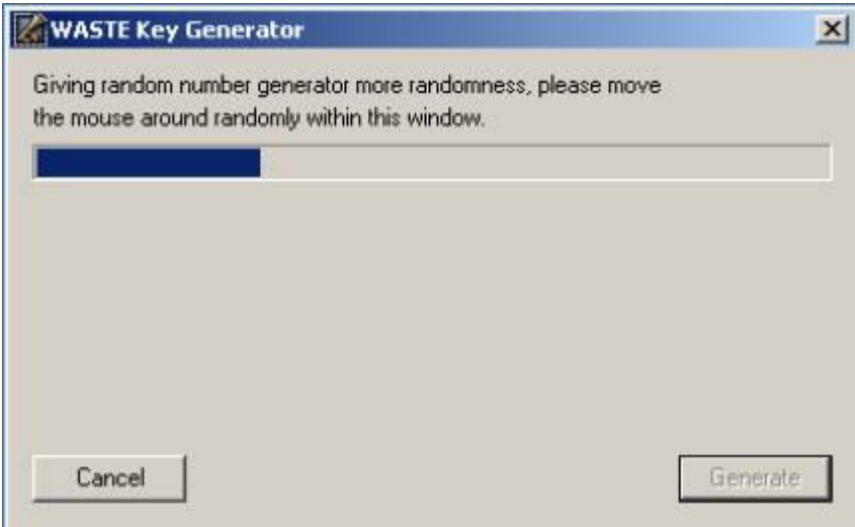 WASTE Key Generator
Giving random number generator more randomness, please move
the mouse around randomly within this window.
Cancel
Generate